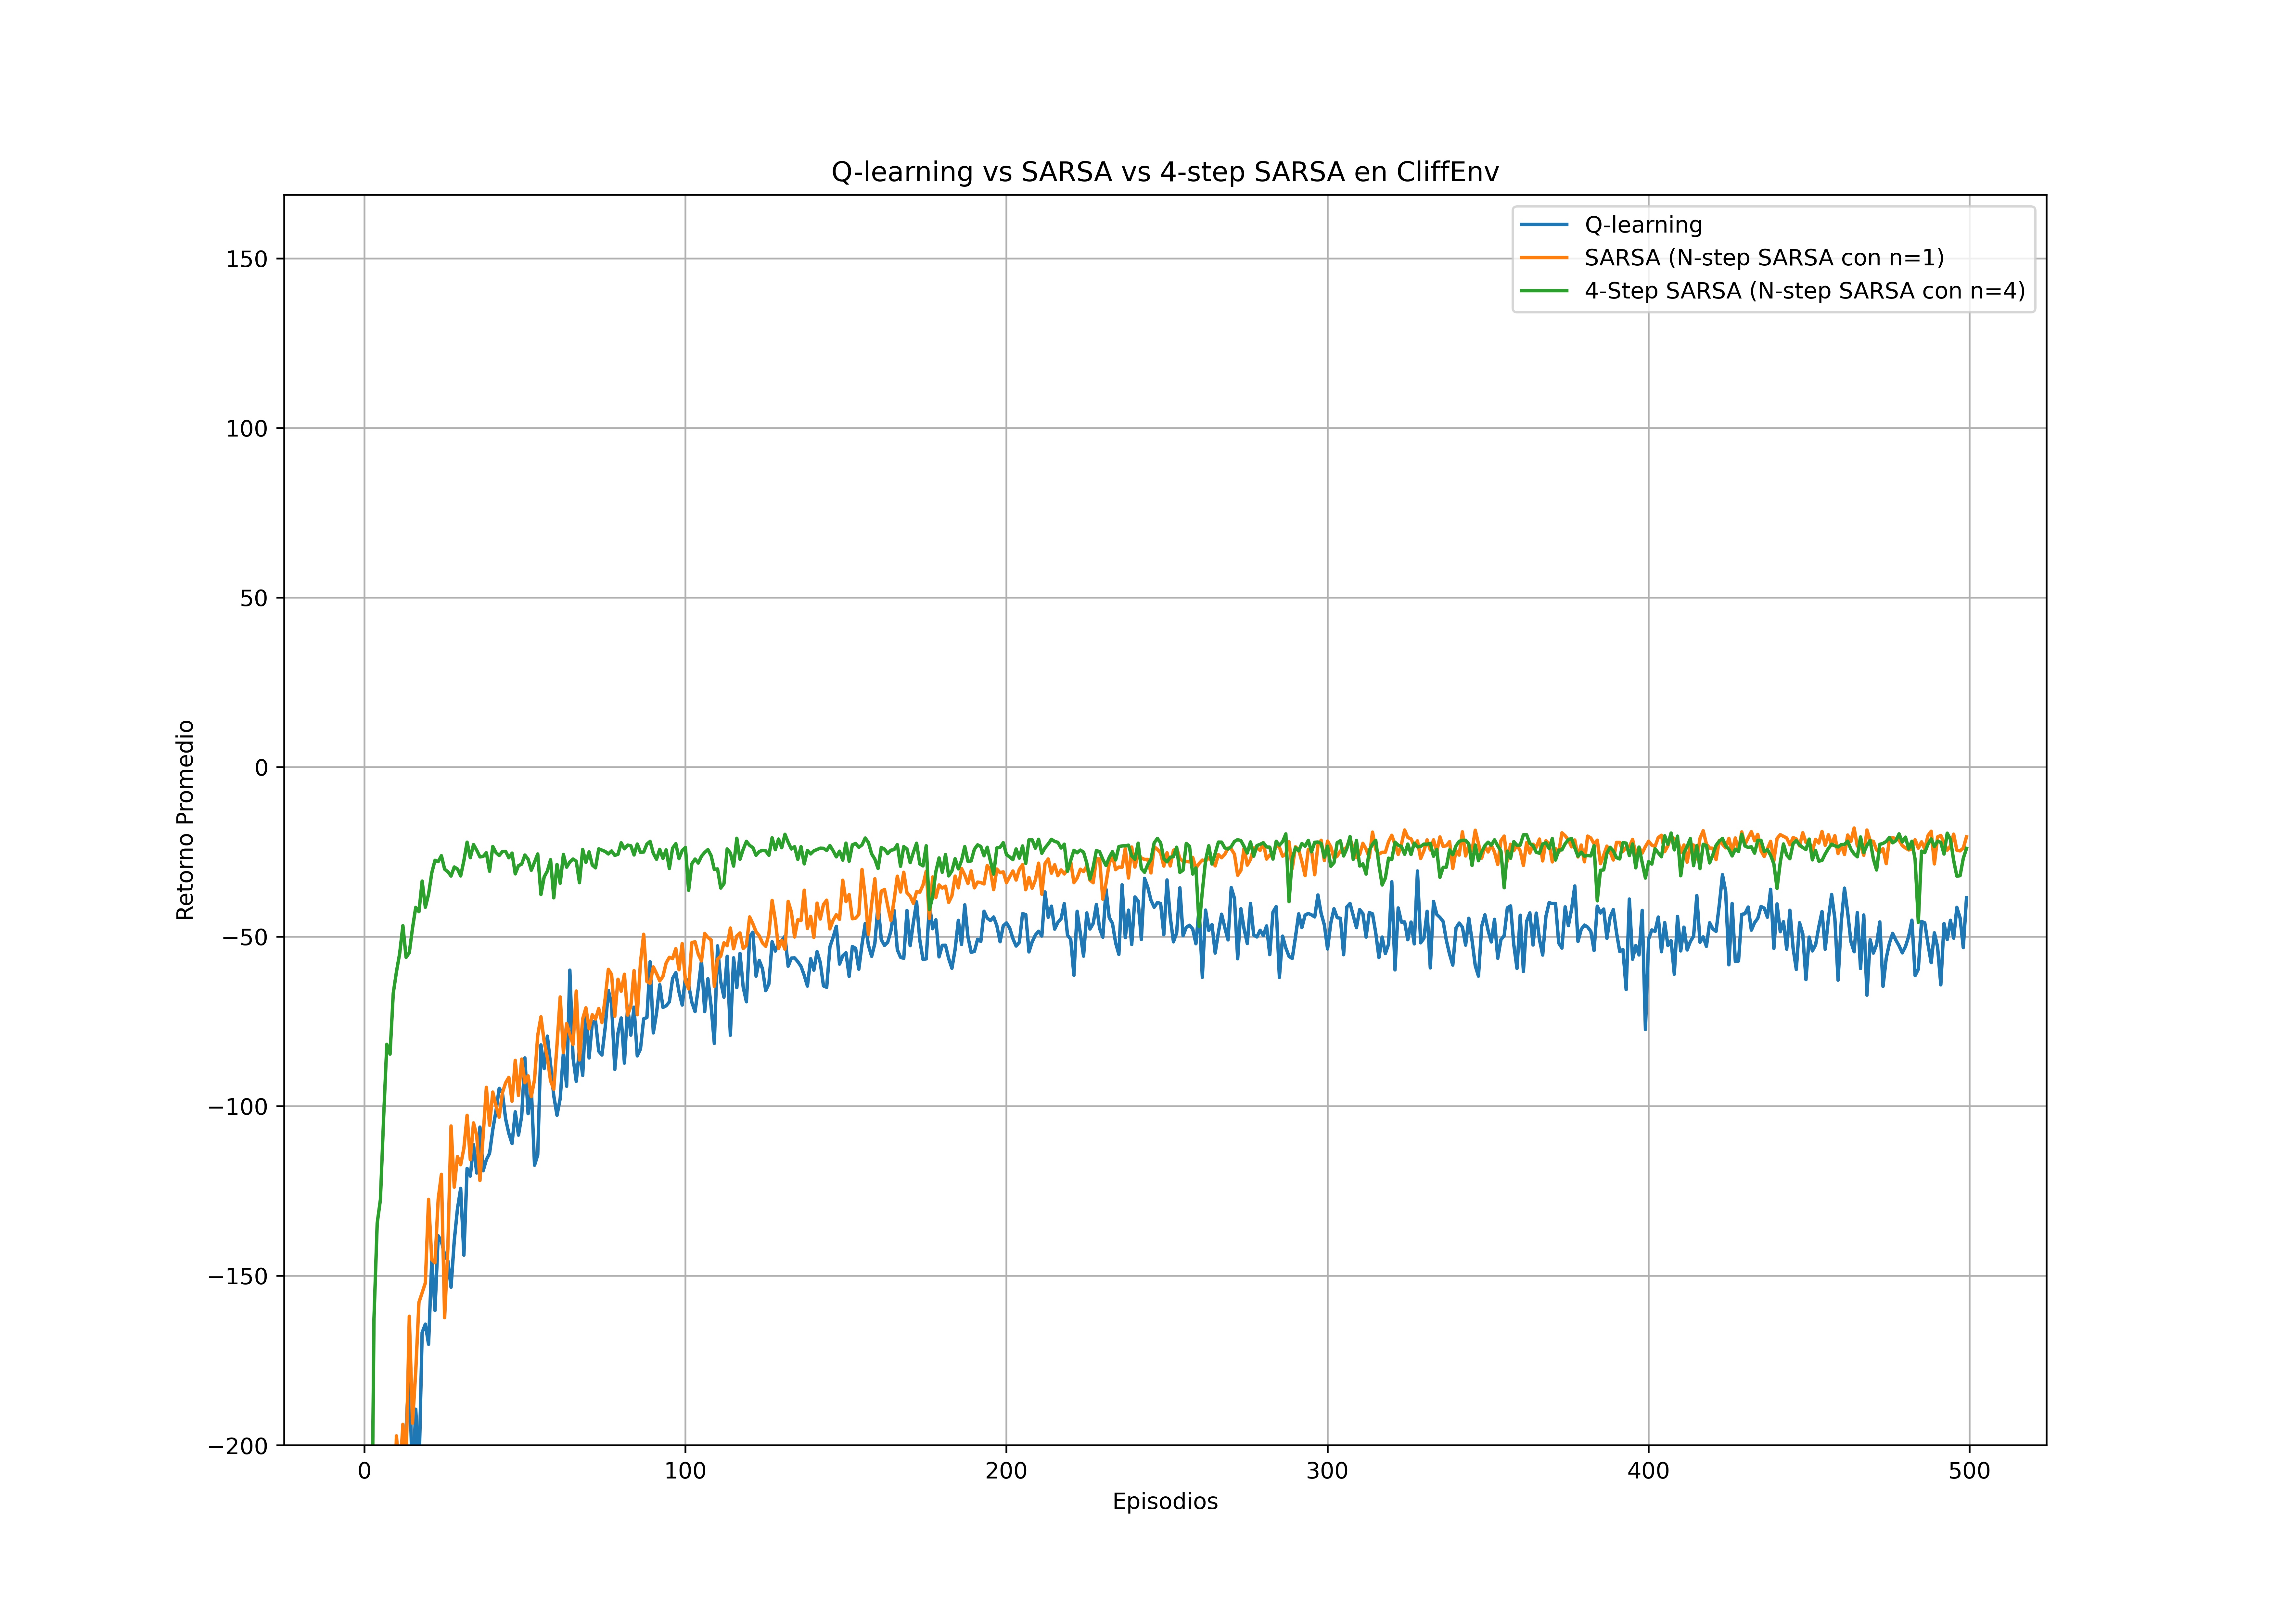 Q-learning vs SARSA vs 4-step SARSA en CliffEnv
Q-learning
SARSA (N-step SARSA con n=1)
4-Step SARSA (N-step SARSA con n=4)
150
100
50
0
−50
−100
−150
−200
Retorno Promedio
0 100 200 300 400 500
Episodios